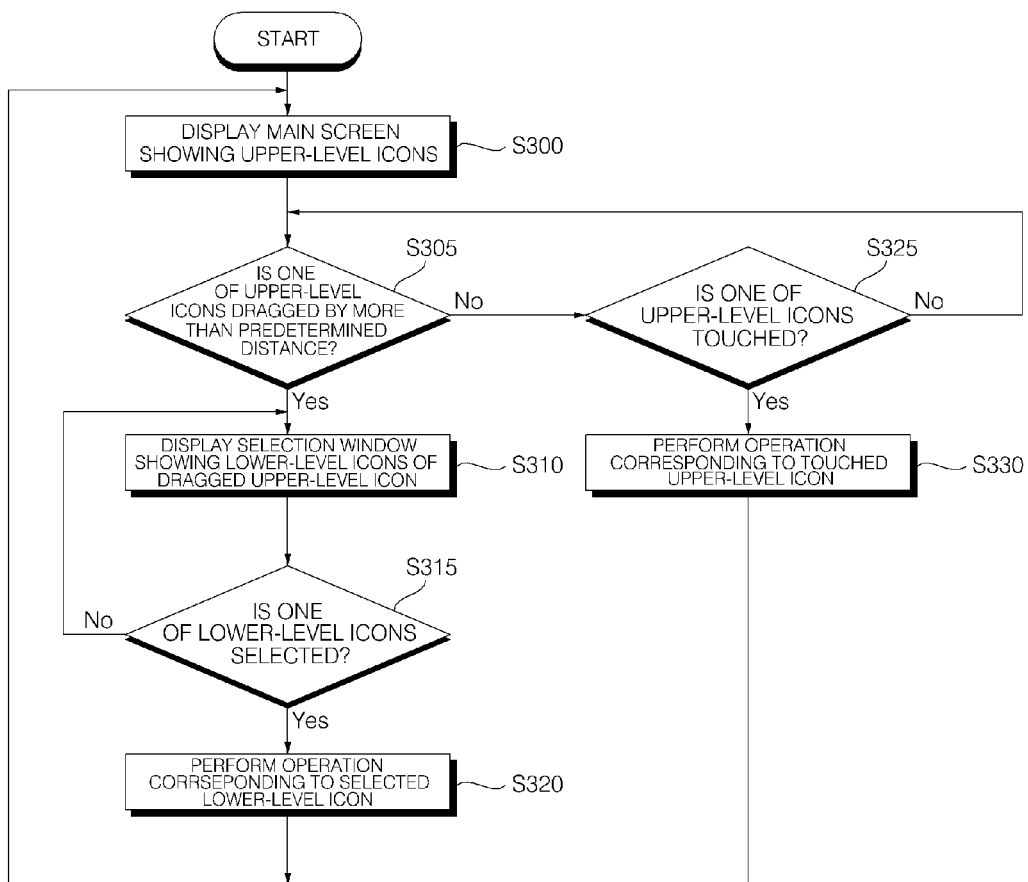 START
DISPLAY MAIN SCREEN
SHOWING UPPER-LEVEL ICONS
S300
S305
IS ONE
OF UPPER-LEVEL
ICONS DRAGGED BY MORE
THAN PREDETERMINED
DISTANCE?
No
Yes
S325
IS ONE OF
UPPER-LEVEL ICONS
TOUCHED?
No
Yes
DISPLAY SELECTION WINDOW
SHOWING LOWER-LEVEL ICONS OF
DRAGGED UPPER-LEVEL ICON
S310
PERFORM OPERATION
CORRESPONDING TO TOUCHED
UPPER-LEVEL ICON
S330
S315
IS ONE
OF LOWER-LEVEL ICONS
SELECTED?
No
Yes
PERFORM OPERATION
CORRSEPONDING TO SELECTED
LOWER-LEVEL ICON
S320